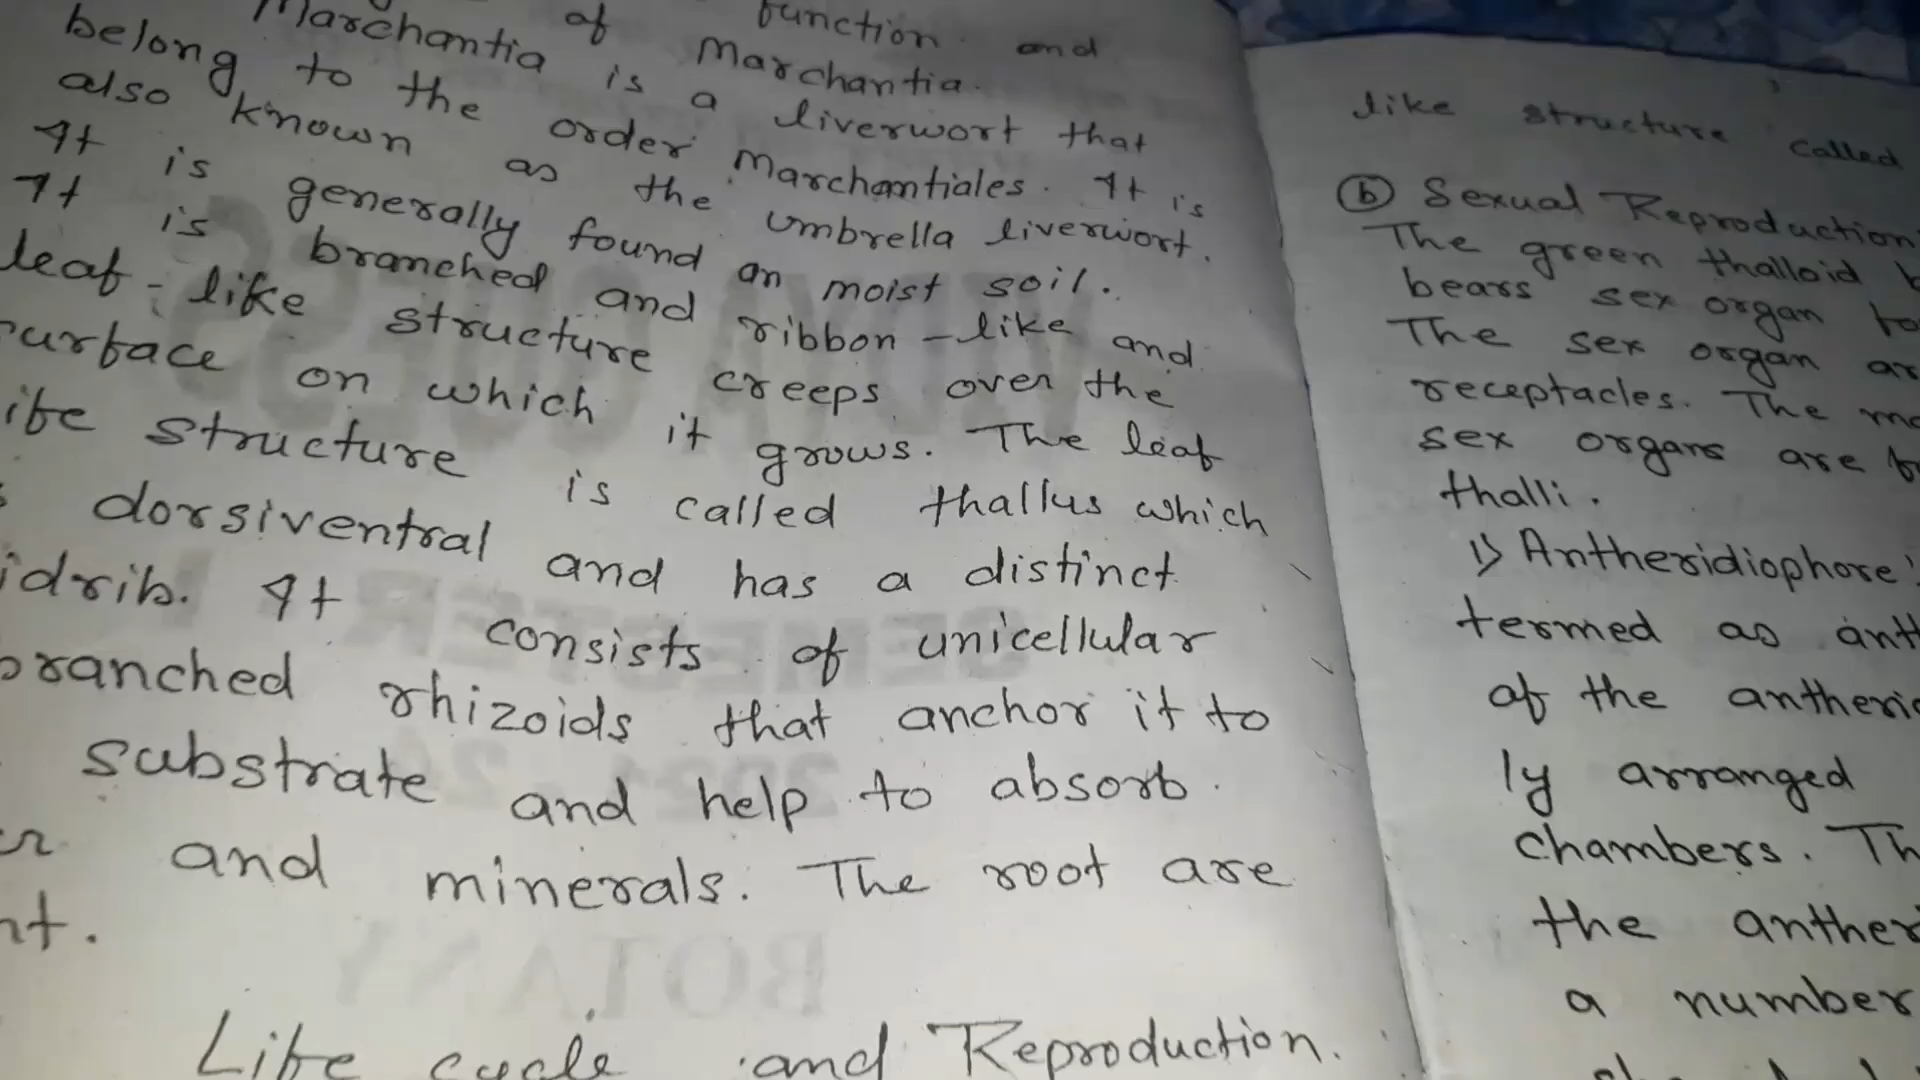 of function and
Marchantia.
Marchantia is a liverwort that
belong to the order Marchantiales. It is
also known as the umbrella liverwort.
It is generally found on moist soil.
It is branched and ribbon-like and
leaf-like structure creeps over the
surface on which it grows. The leaf
structure is called thallus which
dorsiventral and has a distinct
idrib. It consists of unicellular
branched rhizoids that anchor it to
substrate and help to absorb.
and minerals. The root are
Life cycle and Reproduction.
like structure called
(b) Sexual Reproduction
The green thalloid
bears sex organ
The sex organ
receptacles. The
sex organs are
thalli.
1) Antheridiophore:
termed as
of the
ly arranged
chambers.
the
a number